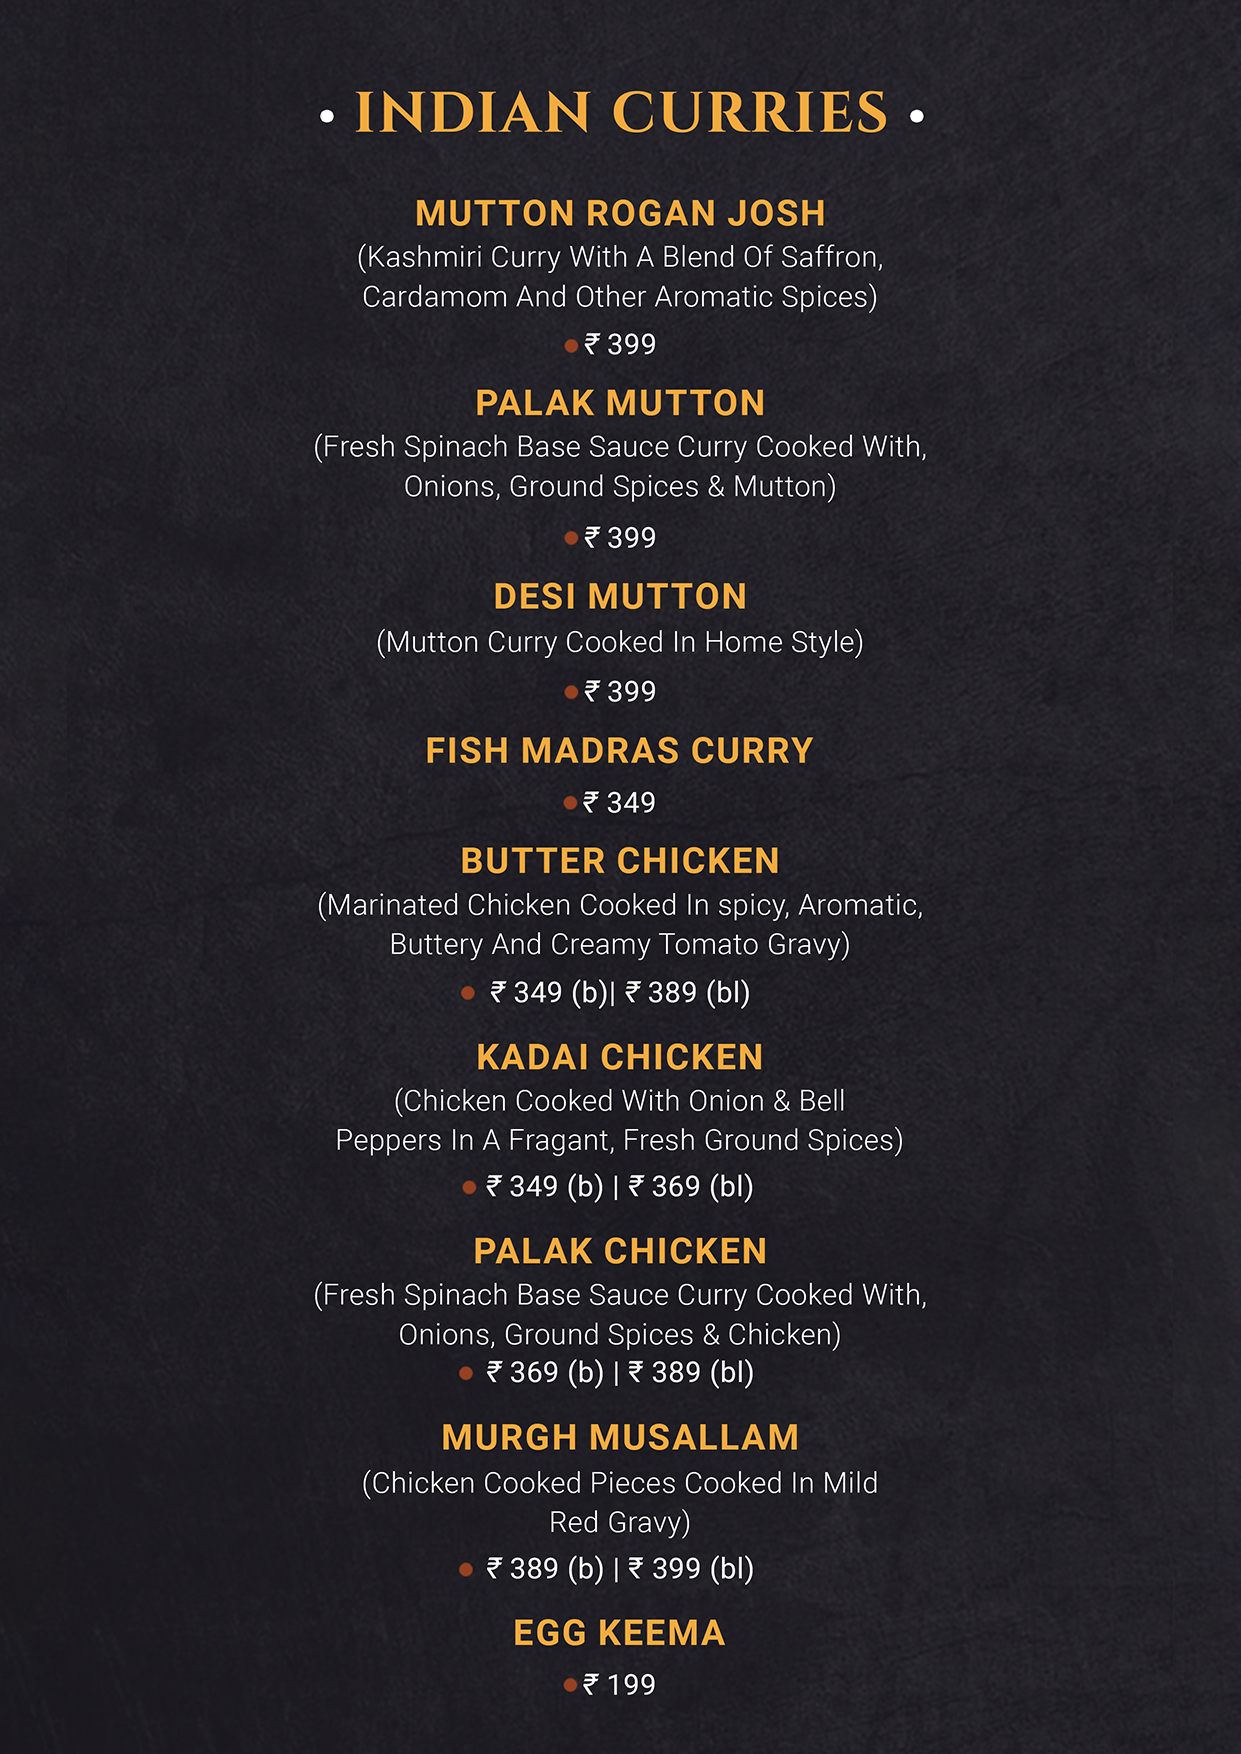 • INDIAN CURRIES •
MUTTON ROGAN JOSH
(Kashmiri Curry With A Blend Of Saffron,
Cardamom And Other Aromatic Spices)
₹ 399
PALAK MUTTON
(Fresh Spinach Base Sauce Curry Cooked With,
Onions, Ground Spices & Mutton)
₹ 399
DESI MUTTON
(Mutton Curry Cooked In Home Style)
₹ 399
FISH MADRAS CURRY
₹ 349
BUTTER CHICKEN
(Marinated Chicken Cooked In spicy, Aromatic,
Buttery And Creamy Tomato Gravy)
₹ 349 (b)| ₹ 389 (bl)
KADAI CHICKEN
(Chicken Cooked With Onion & Bell
Peppers In A Fragant, Fresh Ground Spices)
₹ 349 (b) | ₹ 369 (bl)
PALAK CHICKEN
(Fresh Spinach Base Sauce Curry Cooked With,
Onions, Ground Spices & Chicken)
₹ 369 (b) | ₹ 389 (bl)
MURGH MUSALLAM
(Chicken Cooked Pieces Cooked In Mild
Red Gravy)
₹ 389 (b) | ₹ 399 (bl)
EGG KEEMA
₹ 199